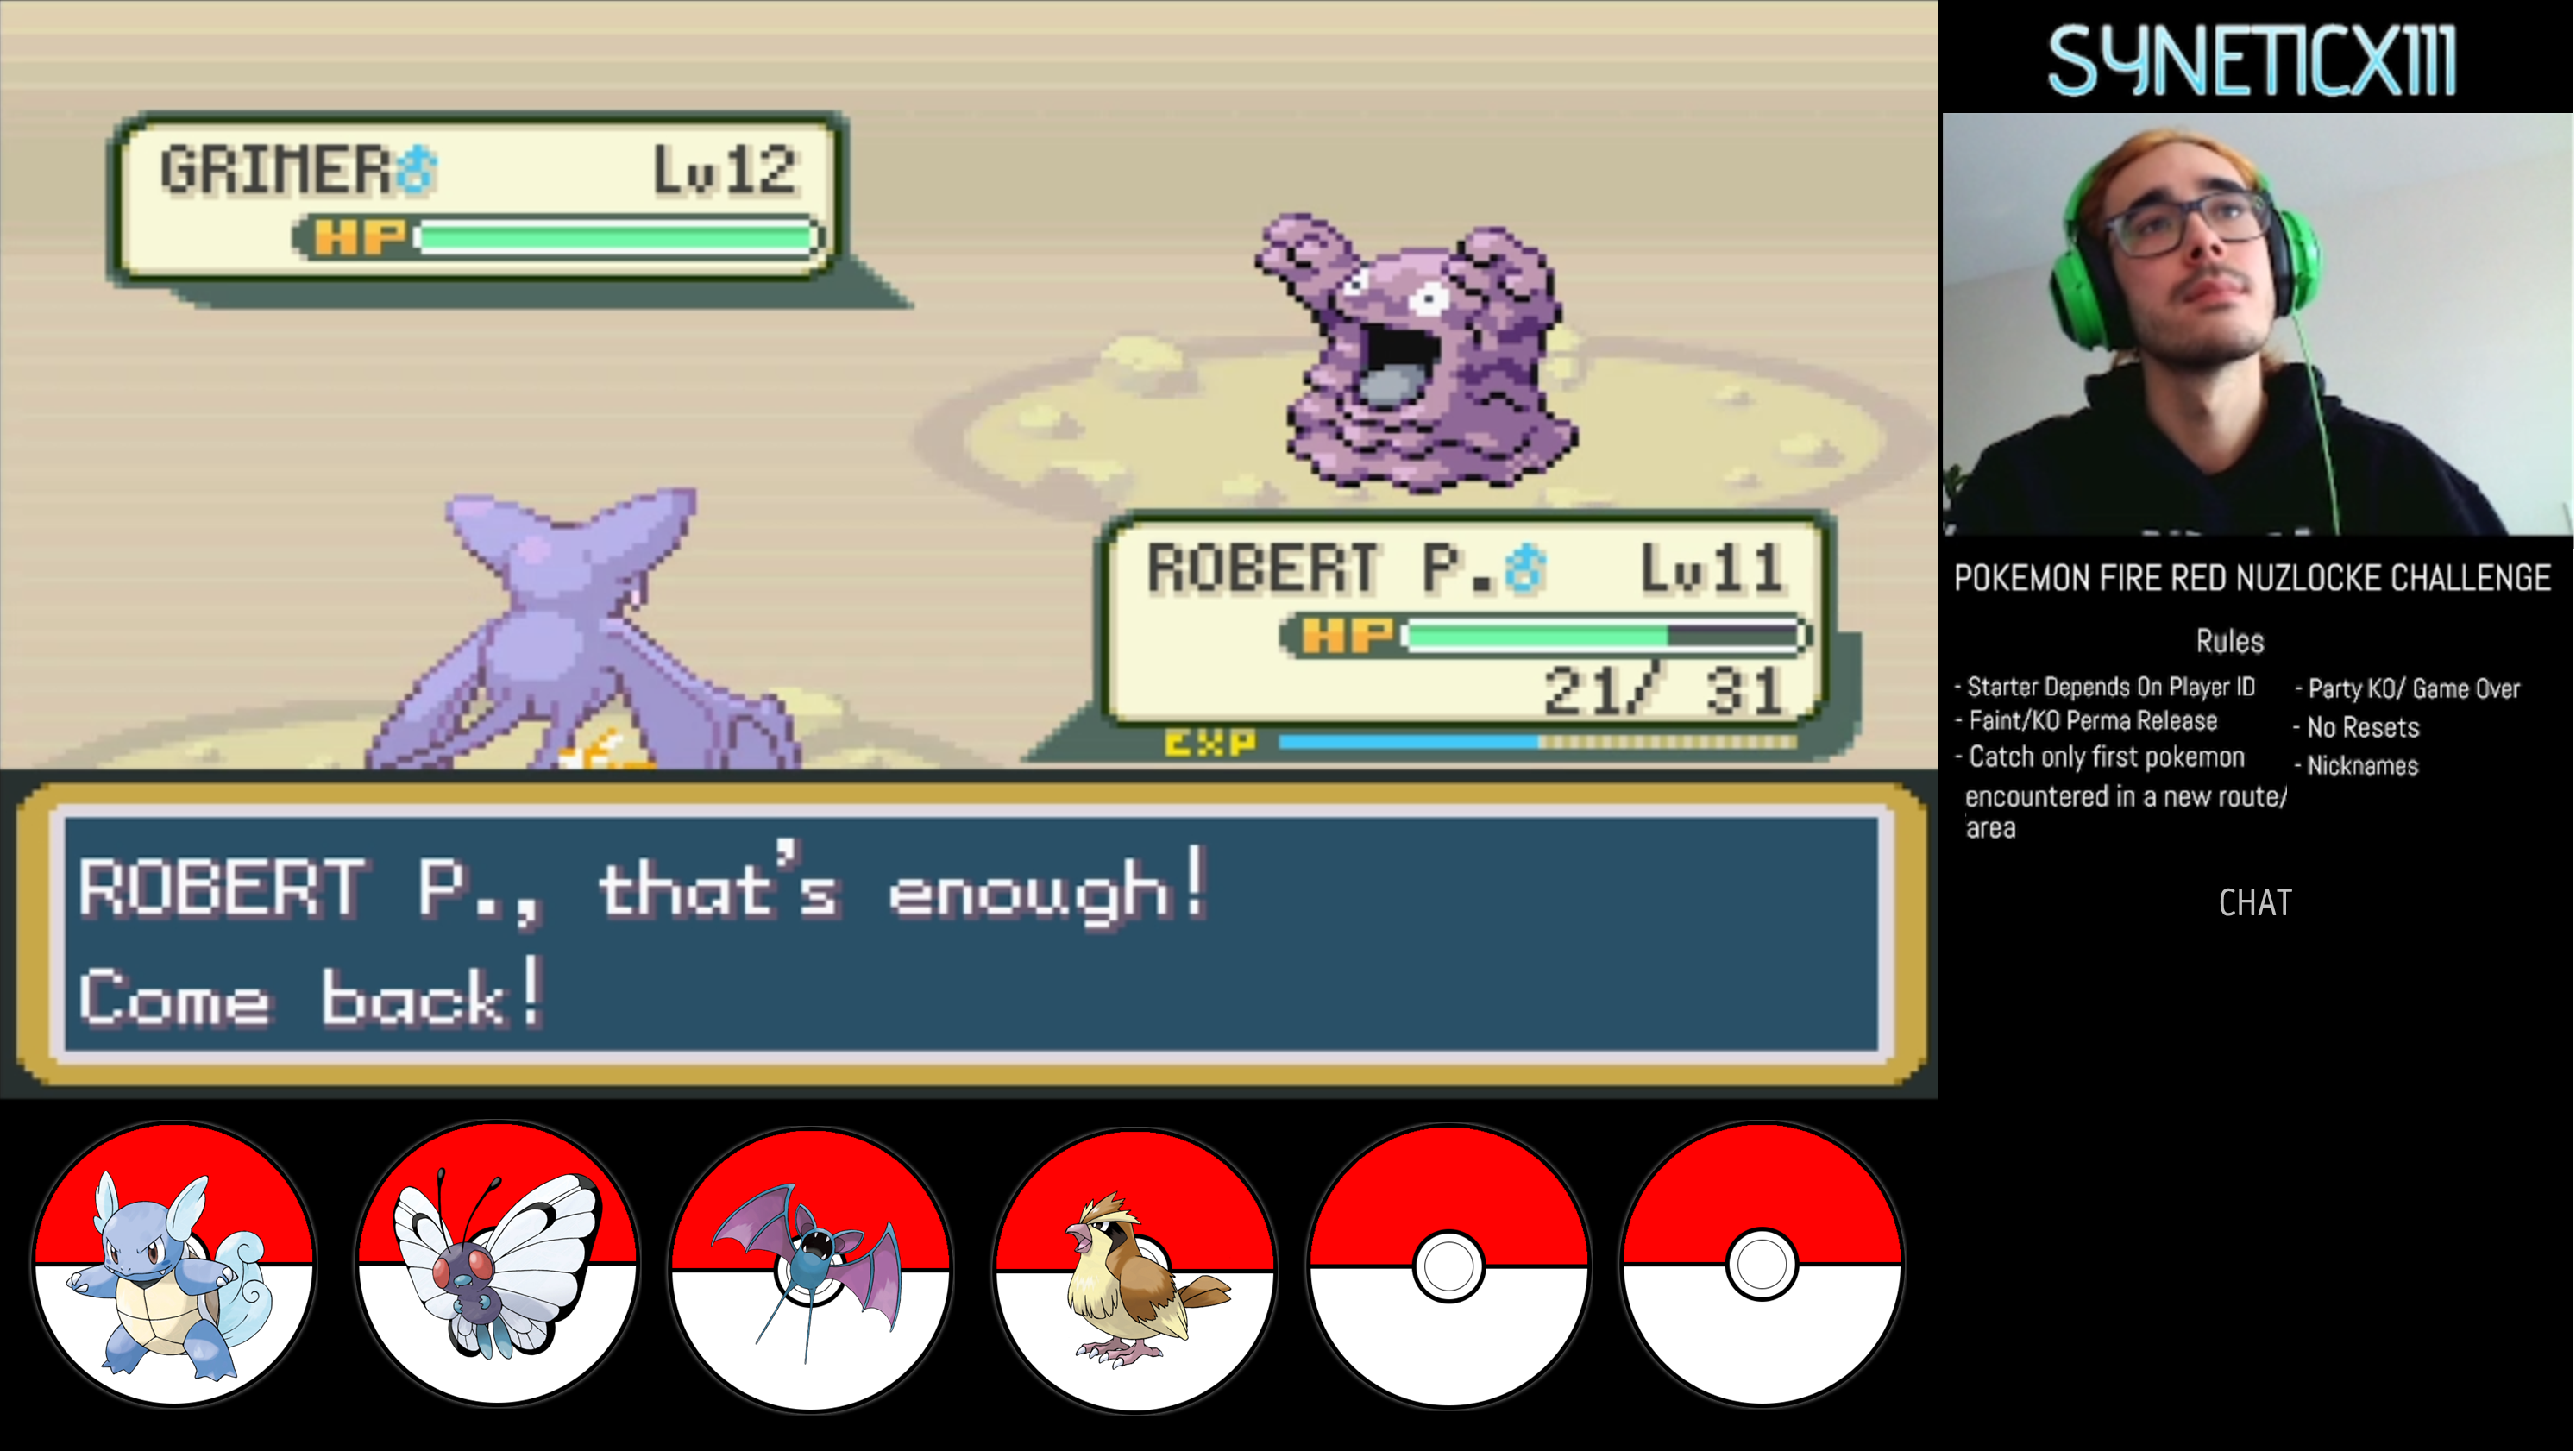 GRIMER♂ Lv12
HP
ROBERT P.♂ Lv11
HP
21/ 31
EXP
ROBERT P., that's enough!
Come back!
SYNETICX111
POKEMON FIRE RED NUZLOCKE CHALLENGE
Rules
- Starter Depends On Player ID
- Faint/KO Perma Release
- Catch only first pokemon
encountered in a new route/
area
- Party KO/ Game Over
- No Resets
- Nicknames
CHAT